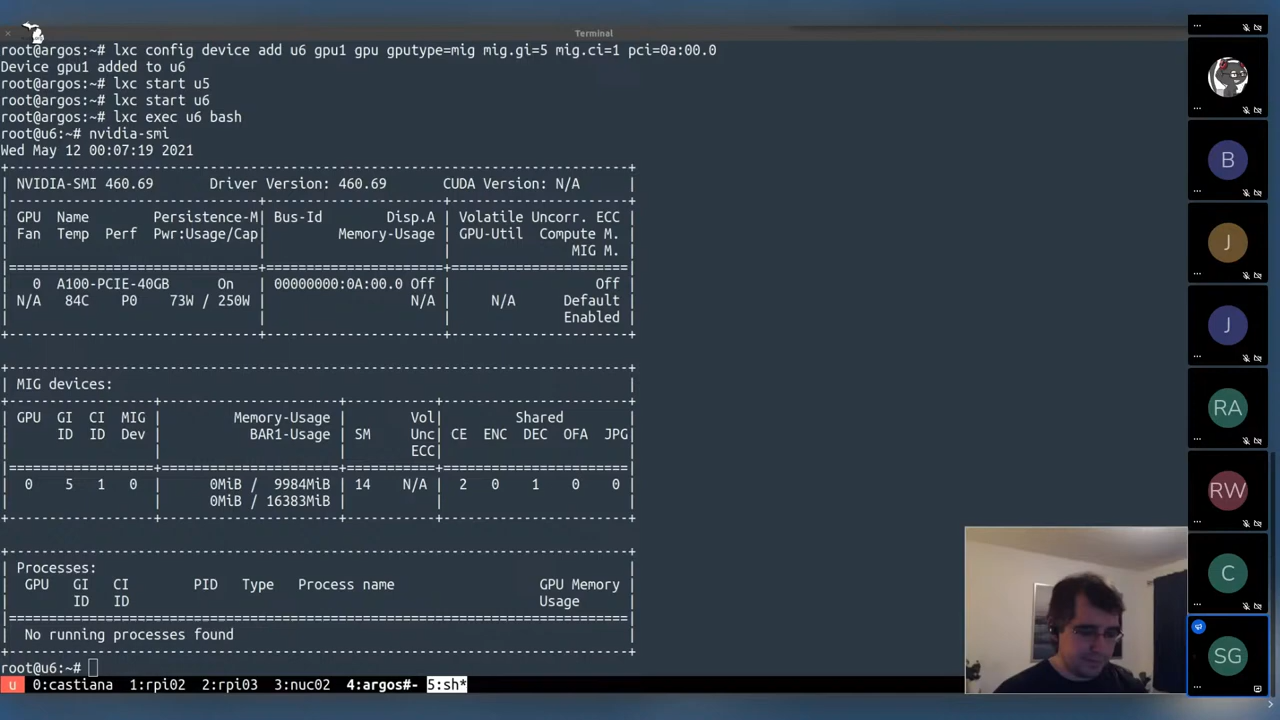 Terminal
root@argos:~# lxc config device add u6 gpu1 gpu gputype=mig mig.gi=5 mig.ci=1 pci=0a:00.0
Device gpu1 added to u6
root@argos:~# lxc start u5
root@argos:~# lxc start u6
root@argos:~# lxc exec u6 bash
root@u6:~# nvidia-smi
Wed May 12 00:07:19 2021
+-----------------------------------------------------------------------------+
| NVIDIA-SMI 460.69       Driver Version: 460.69       CUDA Version: N/A      |
|-------------------------------+----------------------+----------------------+
| GPU  Name        Persistence-M| Bus-Id        Disp.A | Volatile Uncorr. ECC |
| Fan  Temp  Perf  Pwr:Usage/Cap|         Memory-Usage | GPU-Util  Compute M. |
|                               |                      |               MIG M. |
|===============================+======================+======================|
|   0  A100-PCIE-40GB      On   | 00000000:0A:00.0 Off |                  Off |
| N/A   84C    P0    73W / 250W |                  N/A |     N/A      Default |
|                               |                      |              Enabled |
+-------------------------------+----------------------+----------------------+
+-----------------------------------------------------------------------------+
| MIG devices:                                                                |
+------------------+----------------------+-----------+-----------------------+
| GPU  GI  CI  MIG |         Memory-Usage |        Vol|         Shared        |
|      ID  ID  Dev |           BAR1-Usage | SM     Unc| CE  ENC  DEC  OFA  JPG|
|                  |                      |        ECC|                       |
|==================+======================+===========+=======================|
|  0    5   1   0  |      0MiB /  9984MiB | 14    N/A |  2   0    1    0    0 |
|                  |      0MiB / 16383MiB |           |                       |
+------------------+----------------------+-----------+-----------------------+
+-----------------------------------------------------------------------------+
| Processes:                                                                  |
|  GPU   GI   CI        PID   Type   Process name                  GPU Memory |
|        ID   ID                                                   Usage      |
|=============================================================================|
|  No running processes found                                                 |
+-----------------------------------------------------------------------------+
root@u6:~#
u 0:castiana 1:rpi02 2:rpi03 3:nuc02 4:argos#- 5:sh*
B
J
J
RA
RW
C
SG